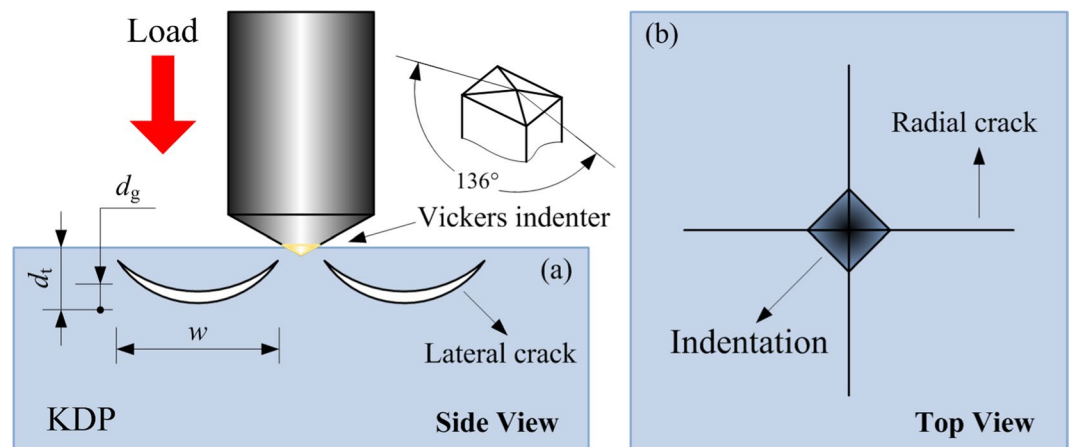 Load
136°
Vickers indenter
d_g
d_t
(a)
w
Lateral crack
KDP
Side View
(b)
Radial crack
Indentation
Top View